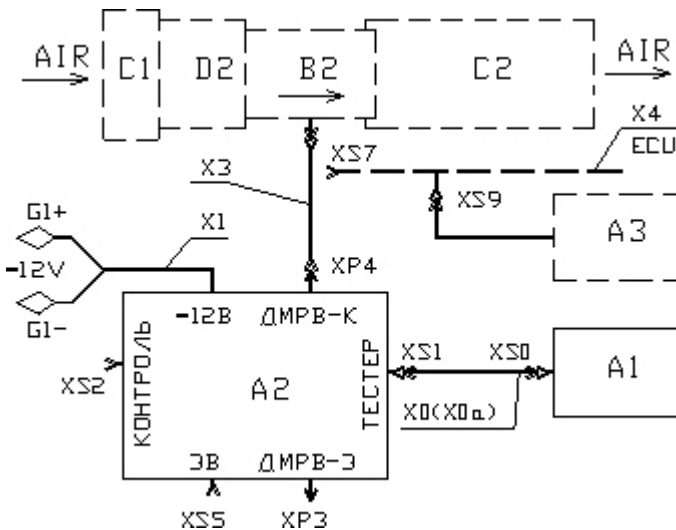 AIR
C1
D2
B2
C2
AIR
X4
ECU
XS7
X3
XS9
G1+
X1
A3
-12V
XP4
G1-
-12В
ДМРВ-К
КОНТРОЛЬ
ТЕСТЕР
XS1
XS0
A1
XS2
A2
X0(X0a)
3В
ДМРВ-Э
XS5
XP3